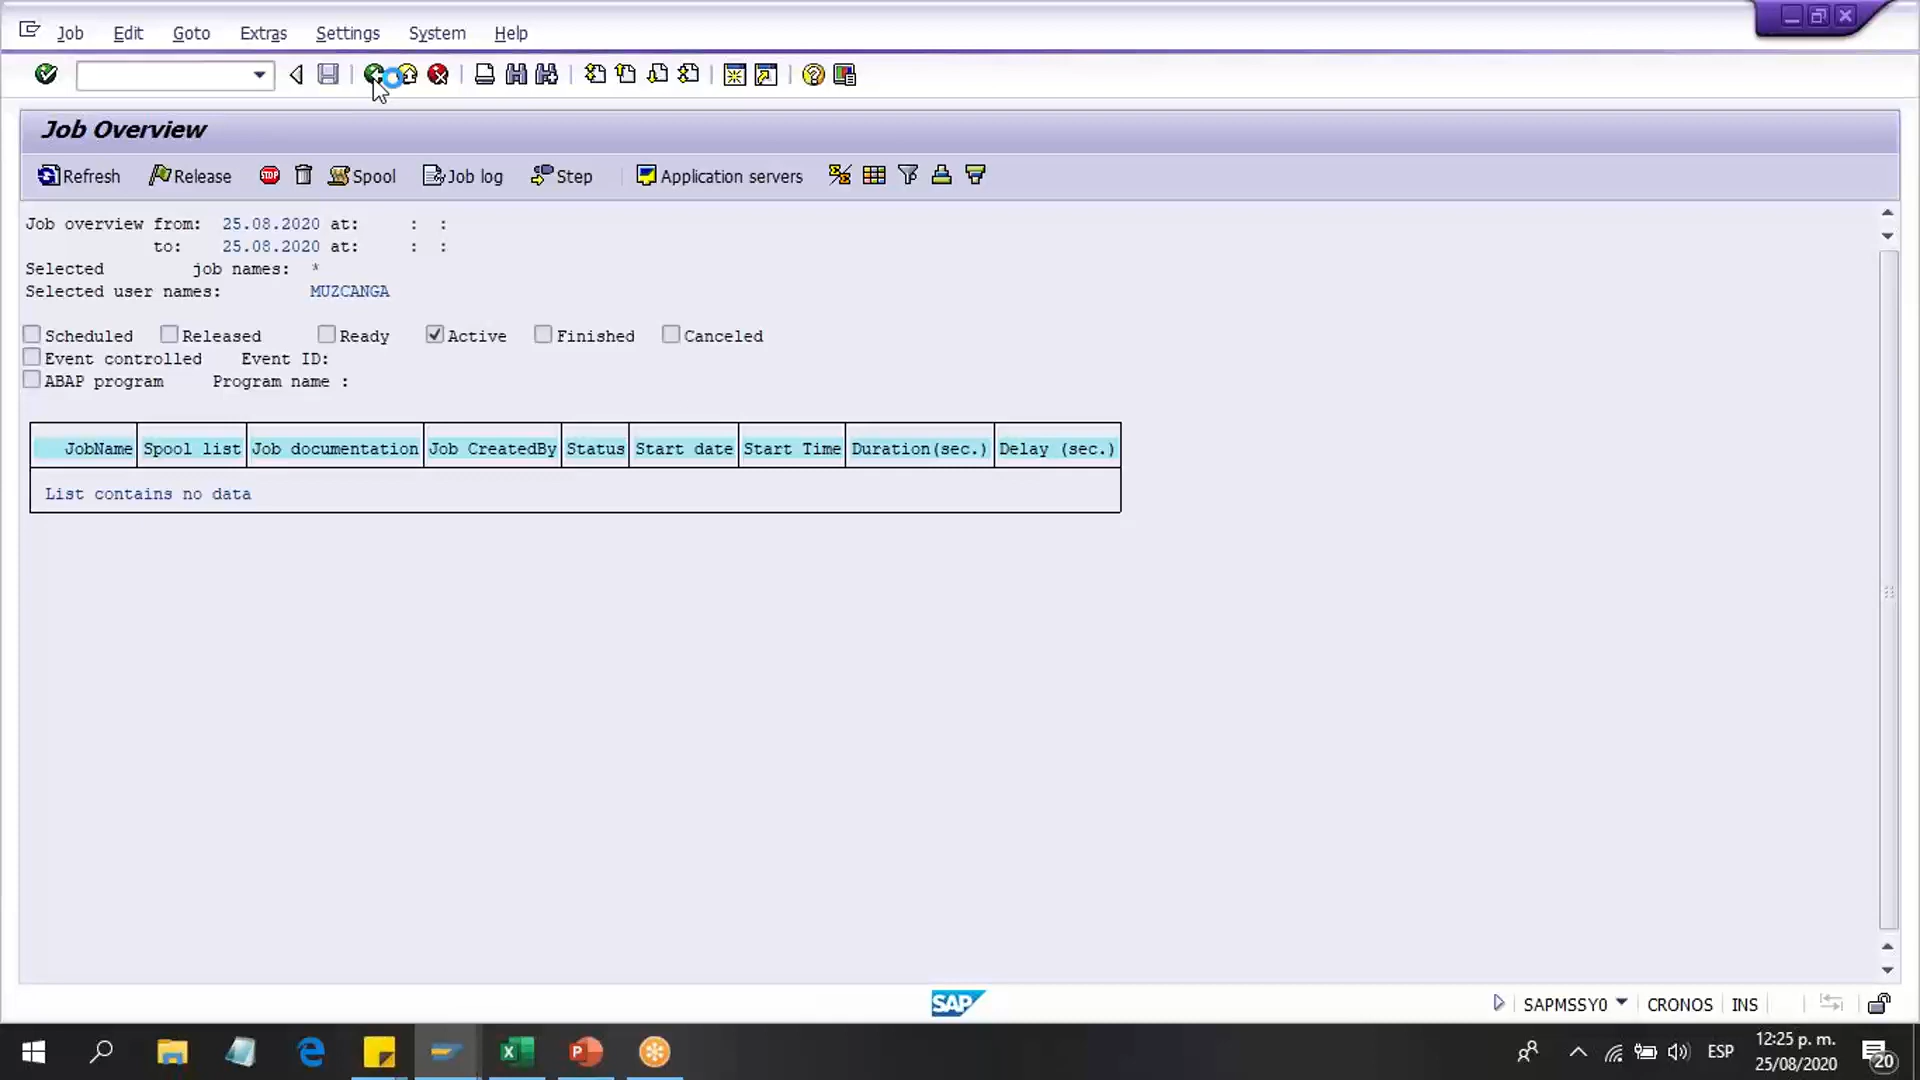 Job Edit Goto Extras Settings System Help
Job Overview
Refresh Release STOP Spool Job log Step Application servers
Job overview from: 25.08.2020 at: : :
to: 25.08.2020 at: : :
Selected job names: *
Selected user names: MUZCANGA
Scheduled Released Ready Active Finished Canceled
Event controlled Event ID:
ABAP program Program name :
JobName Spool list Job documentation Job CreatedBy Status Start date Start Time Duration(sec.) Delay (sec.)
List contains no data
SAP SAPMSSY0 CRONOS INS
ESP 12:25 p. m.
25/08/2020 20